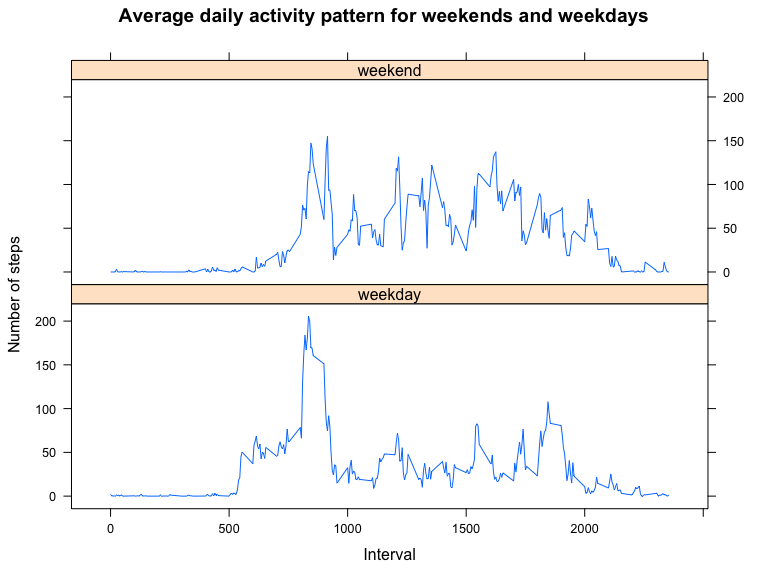 Average daily activity pattern for weekends and weekdays
weekend
200
150
100
50
0
weekday
200
150
100
50
0
Number of steps
0 500 1000 1500 2000
Interval